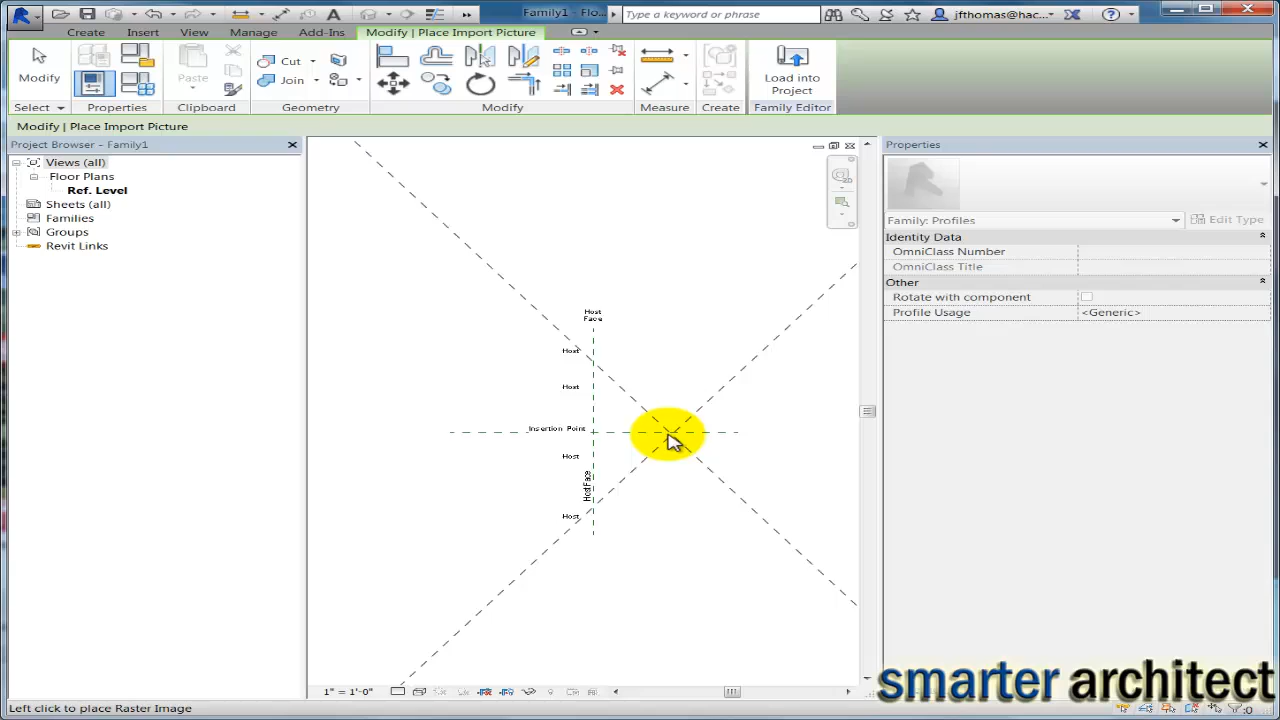 Family1 - Flo...
Type a keyword or phrase
jfthomas@hac...
Create Insert View Manage Add-Ins Modify | Place Import Picture
Modify
Paste
Cut
Join
Load into
Project
Select Properties Clipboard Geometry Modify Measure Create Family Editor
Modify | Place Import Picture
Project Browser - Family1
Views (all)
Floor Plans
Ref. Level
Sheets (all)
Families
Groups
Revit Links
Host
Face
Host
Host
Insertion Point
Host
Host Face
Host
Properties
Family: Profiles
Edit Type
Identity Data
OmniClass Number
OmniClass Title
Other
Rotate with component
Profile Usage <Generic>
1" = 1'-0"
smarter architect
Left click to place Raster Image
:0